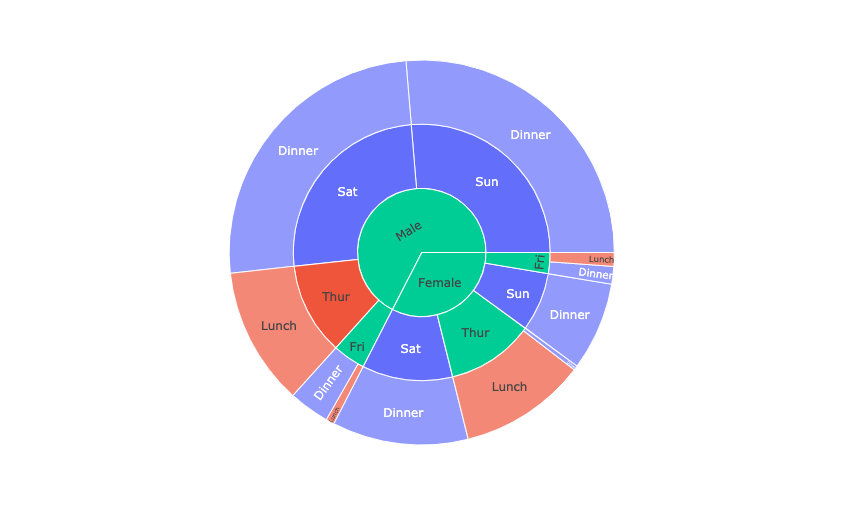 Dinner
Dinner
Sun
Sat
Male
Fri
Lunch
Dinner
Female
Sun
Thur
Dinner
Lunch
Thur
Fri
Sat
Dinner
Lunch
Dinner
Lunch